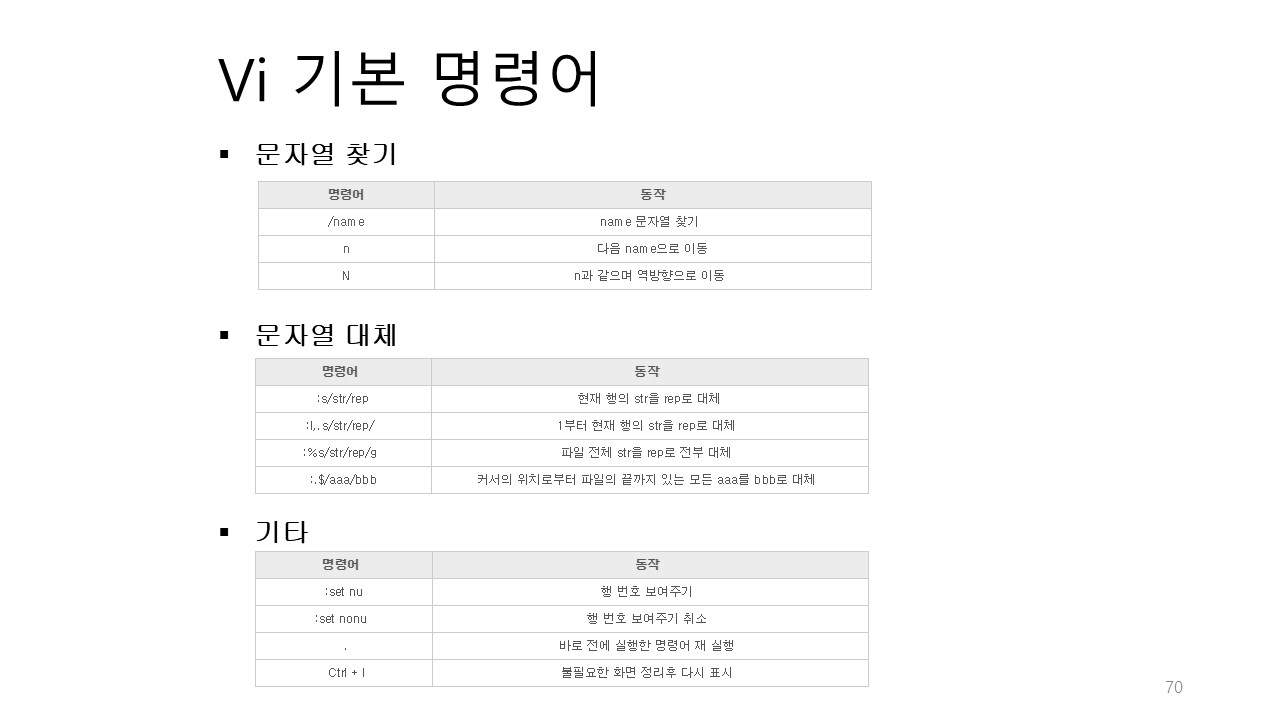 Vi 기본 명령어
▪ 문자열 찾기
명령어 동작
/name name 문자열 찾기
n 다음 name으로 이동
N n과 같으며 역방향으로 이동
▪ 문자열 대체
명령어 동작
:s/str/rep 현재 행의 str을 rep로 대체
:l,.s/str/rep/ 1부터 현재 행의 str을 rep로 대체
:%s/str/rep/g 파일 전체 str을 rep로 전부 대체
:.$/aaa/bbb 커서의 위치로부터 파일의 끝까지 있는 모든 aaa를 bbb로 대체
▪ 기타
명령어 동작
:set nu 행 번호 보여주기
:set nonu 행 번호 보여주기 취소
. 바로 전에 실행한 명령어 재 실행
Ctrl + l 불필요한 화면 정리후 다시 표시
70